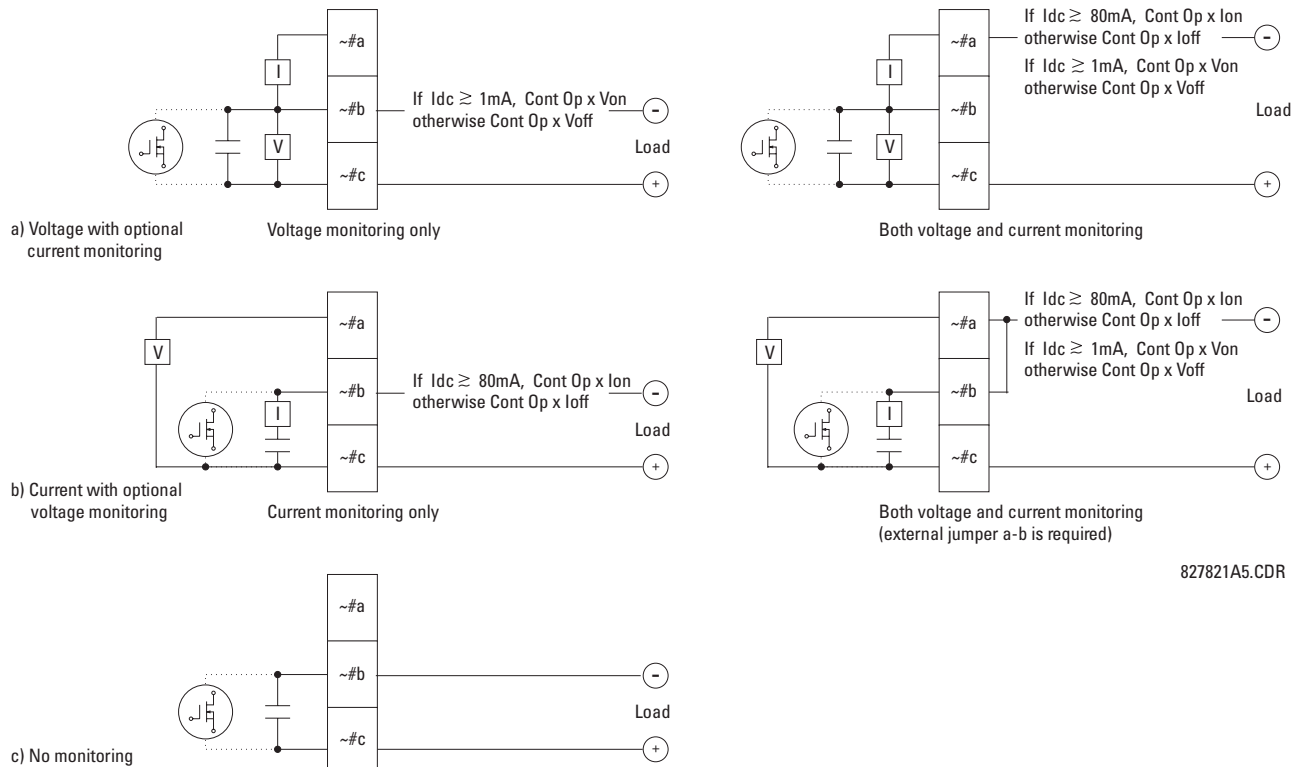 ~#a
I
~#b
If Idc ≳ 1mA, Cont Op x Von
otherwise Cont Op x Voff
-
V
Load
~#c
+
a) Voltage with optional
current monitoring
Voltage monitoring only
If Idc ≳ 80mA, Cont Op x Ion
~#a
otherwise Cont Op x Ioff
-
I
If Idc ≳ 1mA, Cont Op x Von
otherwise Cont Op x Voff
~#b
Load
V
~#c
+
Both voltage and current monitoring
~#a
V
~#b
If Idc ≳ 80mA, Cont Op x Ion
otherwise Cont Op x Ioff
-
I
Load
~#c
+
b) Current with optional
voltage monitoring
Current monitoring only
If Idc ≳ 80mA, Cont Op x Ion
~#a
otherwise Cont Op x Ioff
-
V
If Idc ≳ 1mA, Cont Op x Von
otherwise Cont Op x Voff
~#b
Load
I
~#c
+
Both voltage and current monitoring
(external jumper a-b is required)
827821A5.CDR
~#a
~#b
-
Load
~#c
+
c) No monitoring